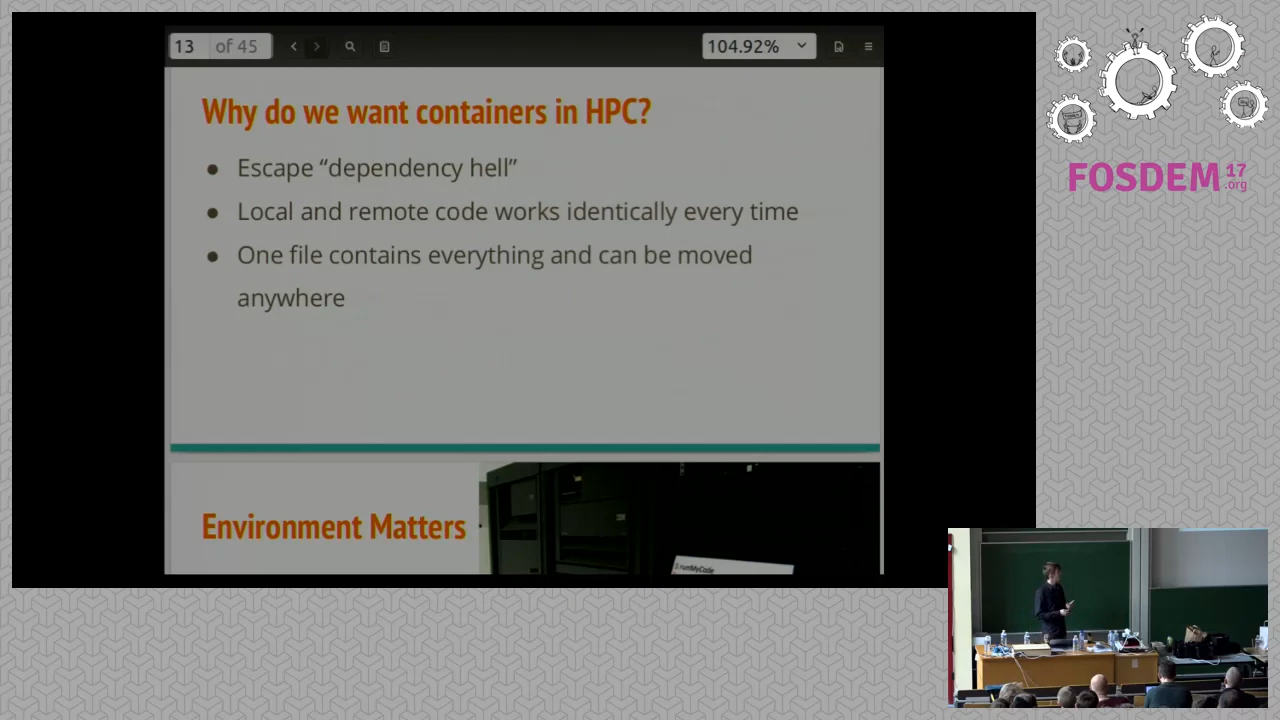 13 of 45
104.92%
Why do we want containers in HPC?
● Escape “dependency hell”
● Local and remote code works identically every time
● One file contains everything and can be moved
anywhere
Environment Matters
$ runMyCode
FOSDEM 17
.org